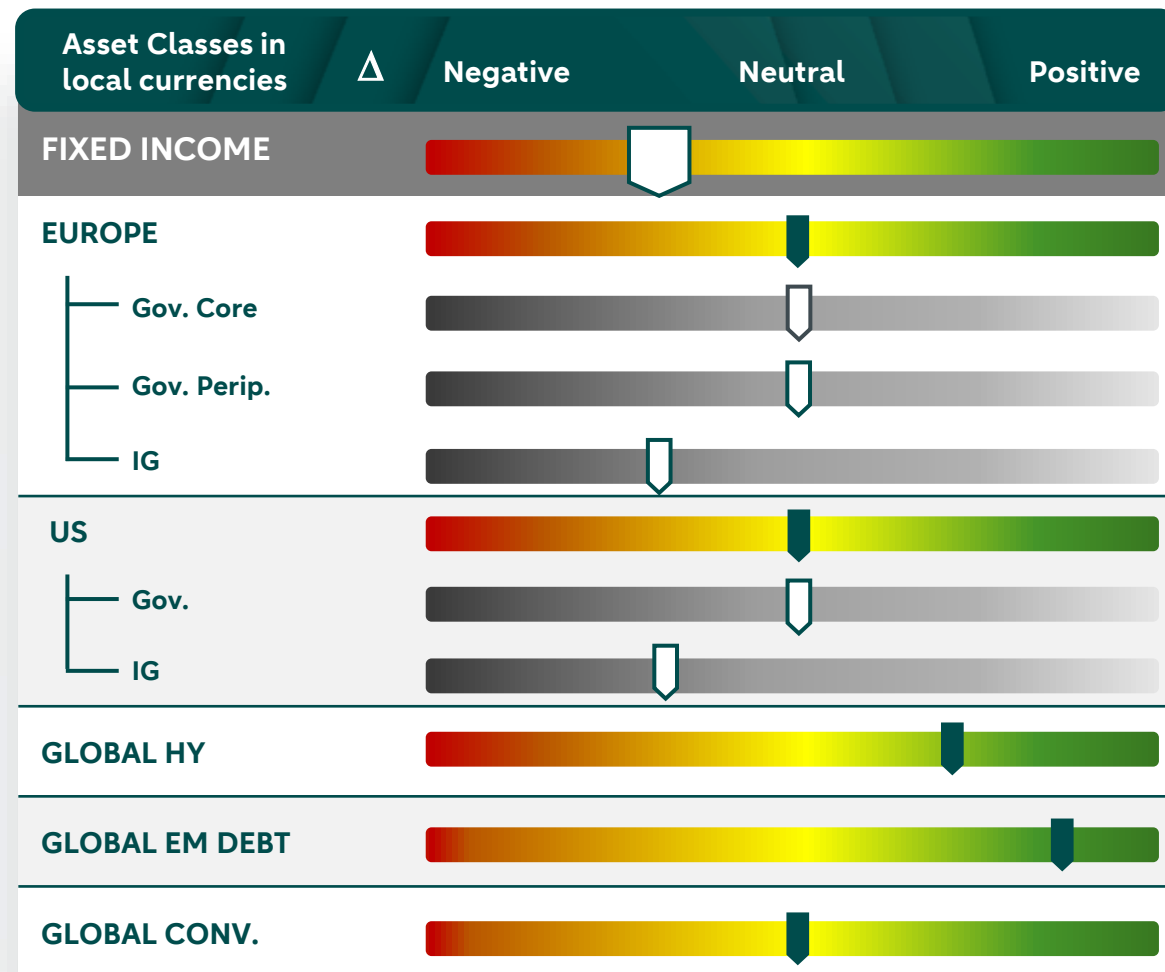 Asset Classes in
local currencies
Δ
Negative
Neutral
Positive
FIXED INCOME
EUROPE
Gov. Core
Gov. Perip.
IG
US
Gov.
IG
GLOBAL HY
GLOBAL EM DEBT
GLOBAL CONV.